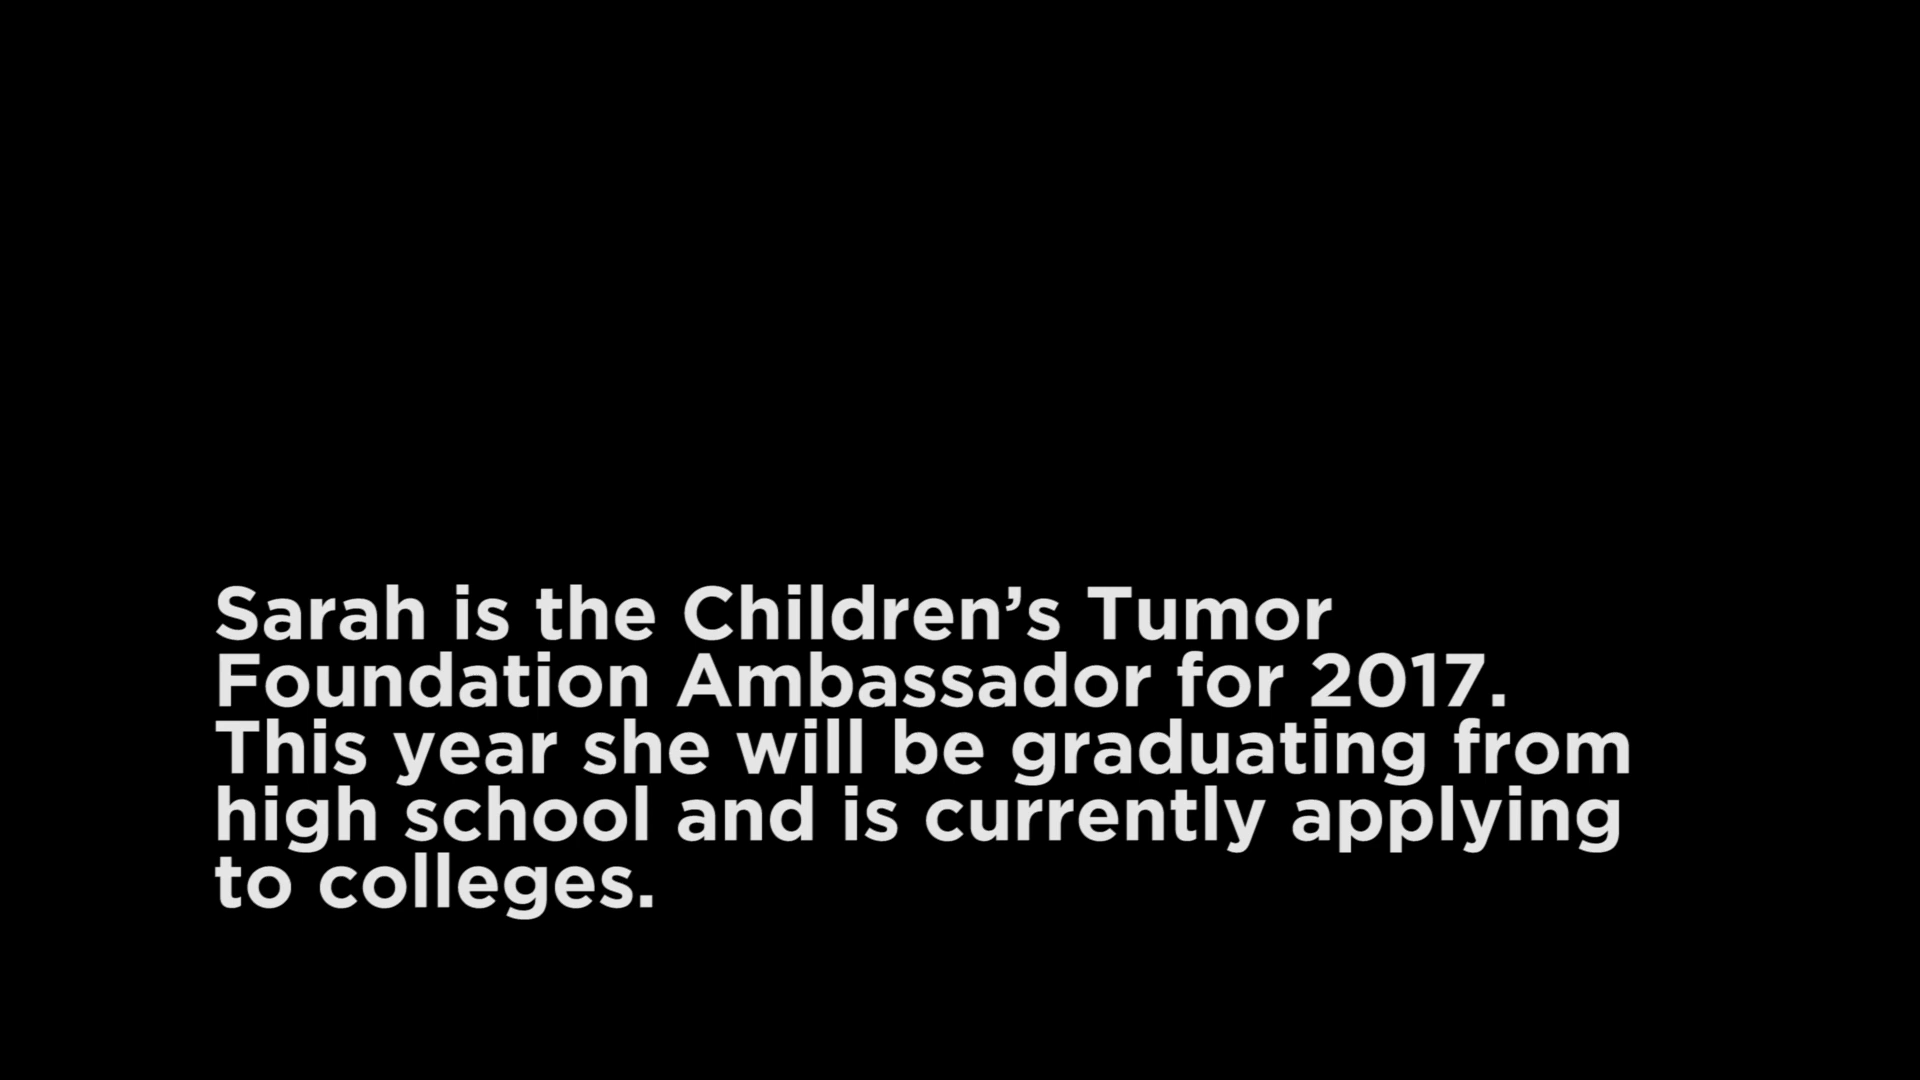 Sarah is the Children’s Tumor
Foundation Ambassador for 2017.
This year she will be graduating from
high school and is currently applying
to colleges.